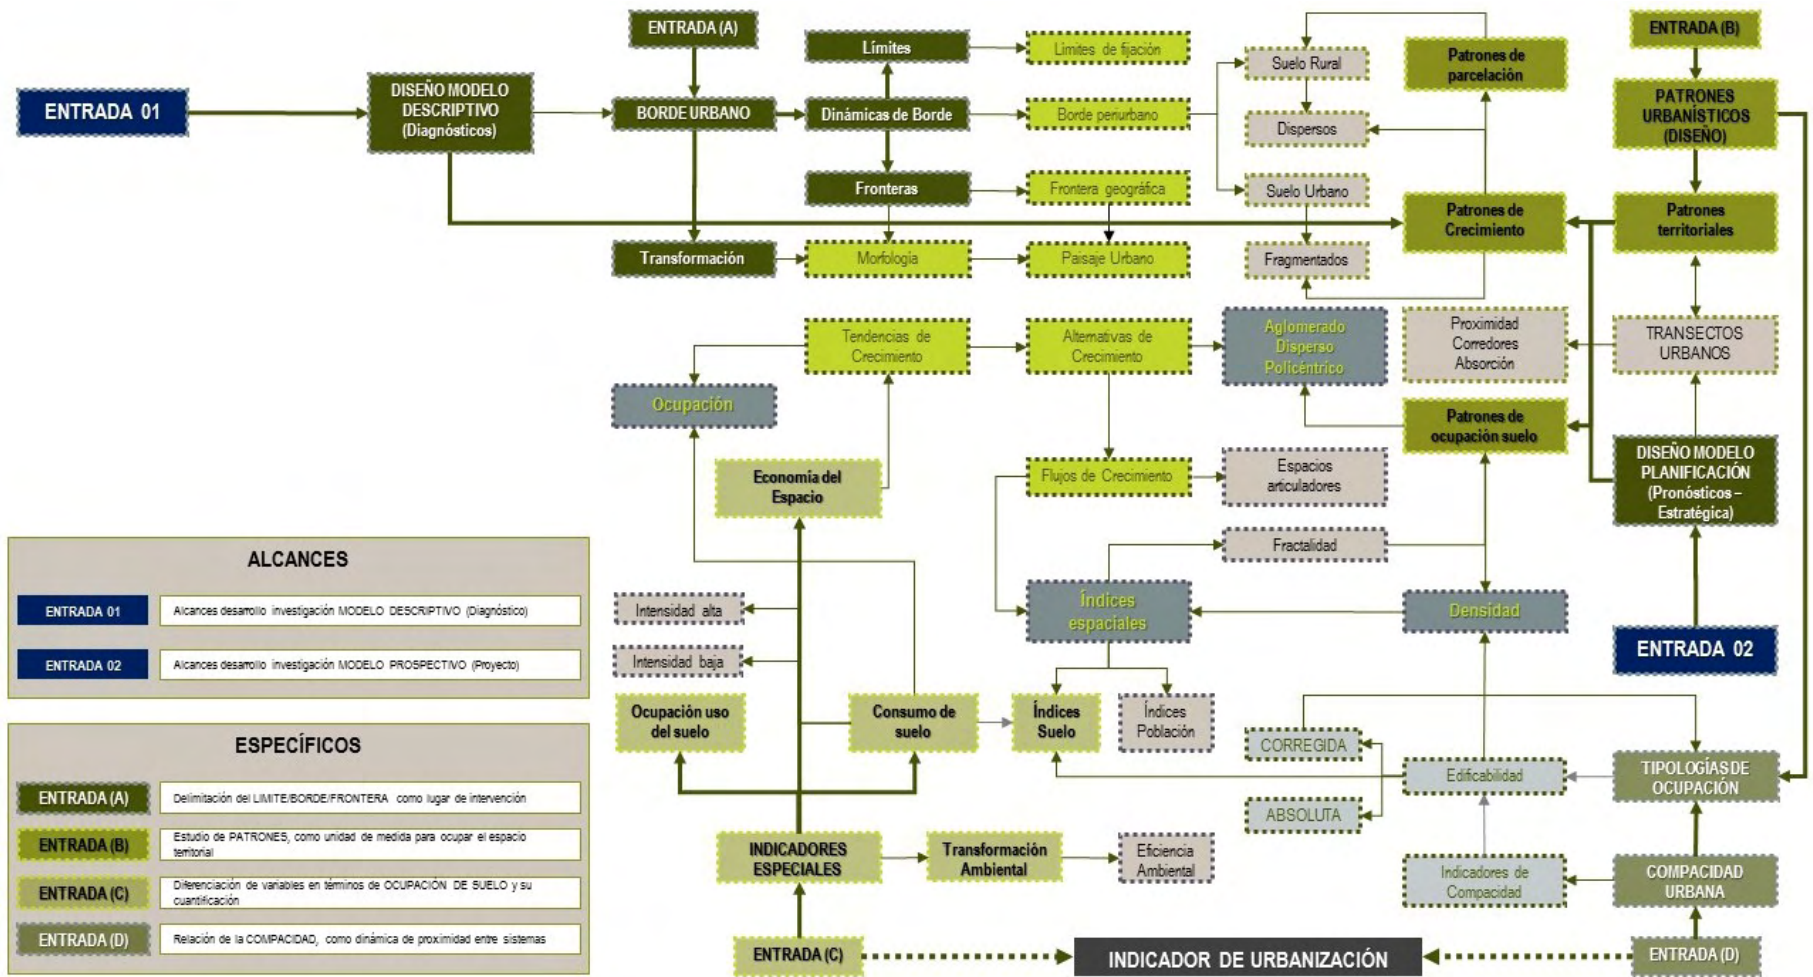 ENTRADA 01
DISEÑO MODELO
DESCRIPTIVO
(Diagnósticos)
ENTRADA (A)
BORDE URBANO
Transformación
Límites
Dinámicas de Borde
Fronteras
Morfología
Límites de fijación
Borde periurbano
Frontera geográfica
Paisaje Urbano
Suelo Rural
Dispersos
Suelo Urbano
Fragmentados
Patrones de
parcelación
Patrones de
Crecimiento
ENTRADA (B)
PATRONES
URBANÍSTICOS
(DISEÑO)
Patrones
territoriales
Tendencias de
Crecimiento
Alternativas de
Crecimiento
Aglomerado
Disperso
Policéntrico
Proximidad
Corredores
Absorción
TRANSECTOS
URBANOS
Ocupación
Patrones de
ocupación suelo
Economía del
Espacio
Flujos de Crecimiento
Espacios
articuladores
DISEÑO MODELO
PLANIFICACIÓN
(Pronósticos –
Estratégica)
Fractalidad
Intensidad alta
Índices
espaciales
Densidad
Intensidad baja
ENTRADA 02
Ocupación uso
del suelo
Consumo de
suelo
Índices
Suelo
Índices
Población
CORREGIDA
ABSOLUTA
Edificabilidad
TIPOLOGÍAS DE
OCUPACIÓN
INDICADORES
ESPECIALES
Transformación
Ambiental
Eficiencia
Ambiental
Indicadores de
Compacidad
COMPACIDAD
URBANA
ENTRADA (C)
INDICADOR DE URBANIZACIÓN
ENTRADA (D)
ALCANCES
ENTRADA 01
Alcances desarrollo investigación MODELO DESCRIPTIVO (Diagnóstico)
ENTRADA 02
Alcances desarrollo investigación MODELO PROSPECTIVO (Proyecto)
ESPECÍFICOS
ENTRADA (A)
Delimitación del LIMITE/BORDE/FRONTERA como lugar de intervención
ENTRADA (B)
Estudio de PATRONES, como unidad de medida para ocupar el espacio
territorial
ENTRADA (C)
Diferenciación de variables en términos de OCUPACIÓN DE SUELO y su
cuantificación
ENTRADA (D)
Relación de la COMPACIDAD, como dinámica de proximidad entre sistemas